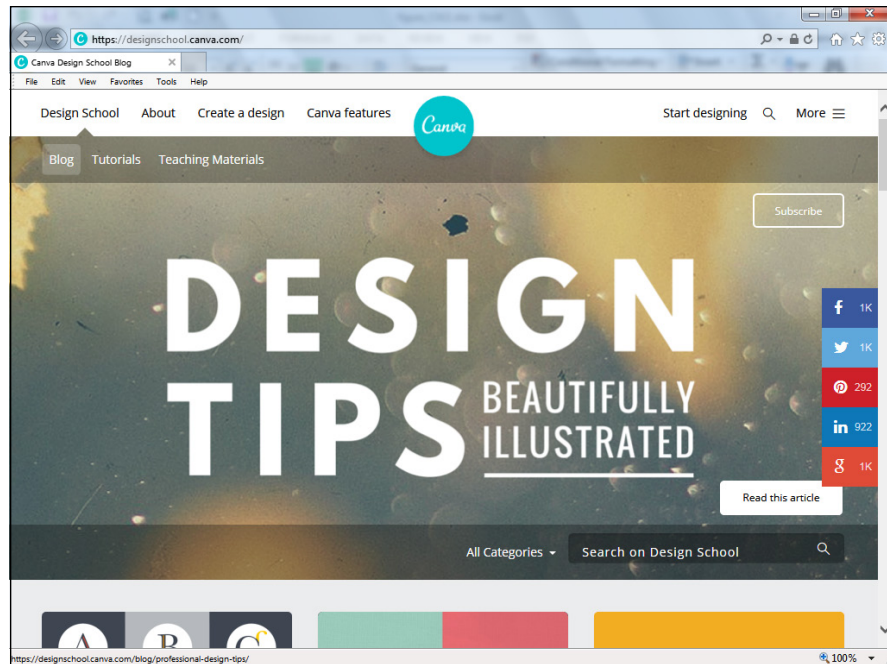 https://designschool.canva.com/
Canva Design School Blog
File Edit View Favorites Tools Help
Design School About Create a design Canva features Canva Start designing More
Blog Tutorials Teaching Materials
Subscribe
DESIGN
TIPS BEAUTIFULLY
ILLUSTRATED
1K
1K
292
in 922
1K
Read this article
All Categories Search on Design School
A B C
https://designschool.canva.com/blog/professional-design-tips/
100%